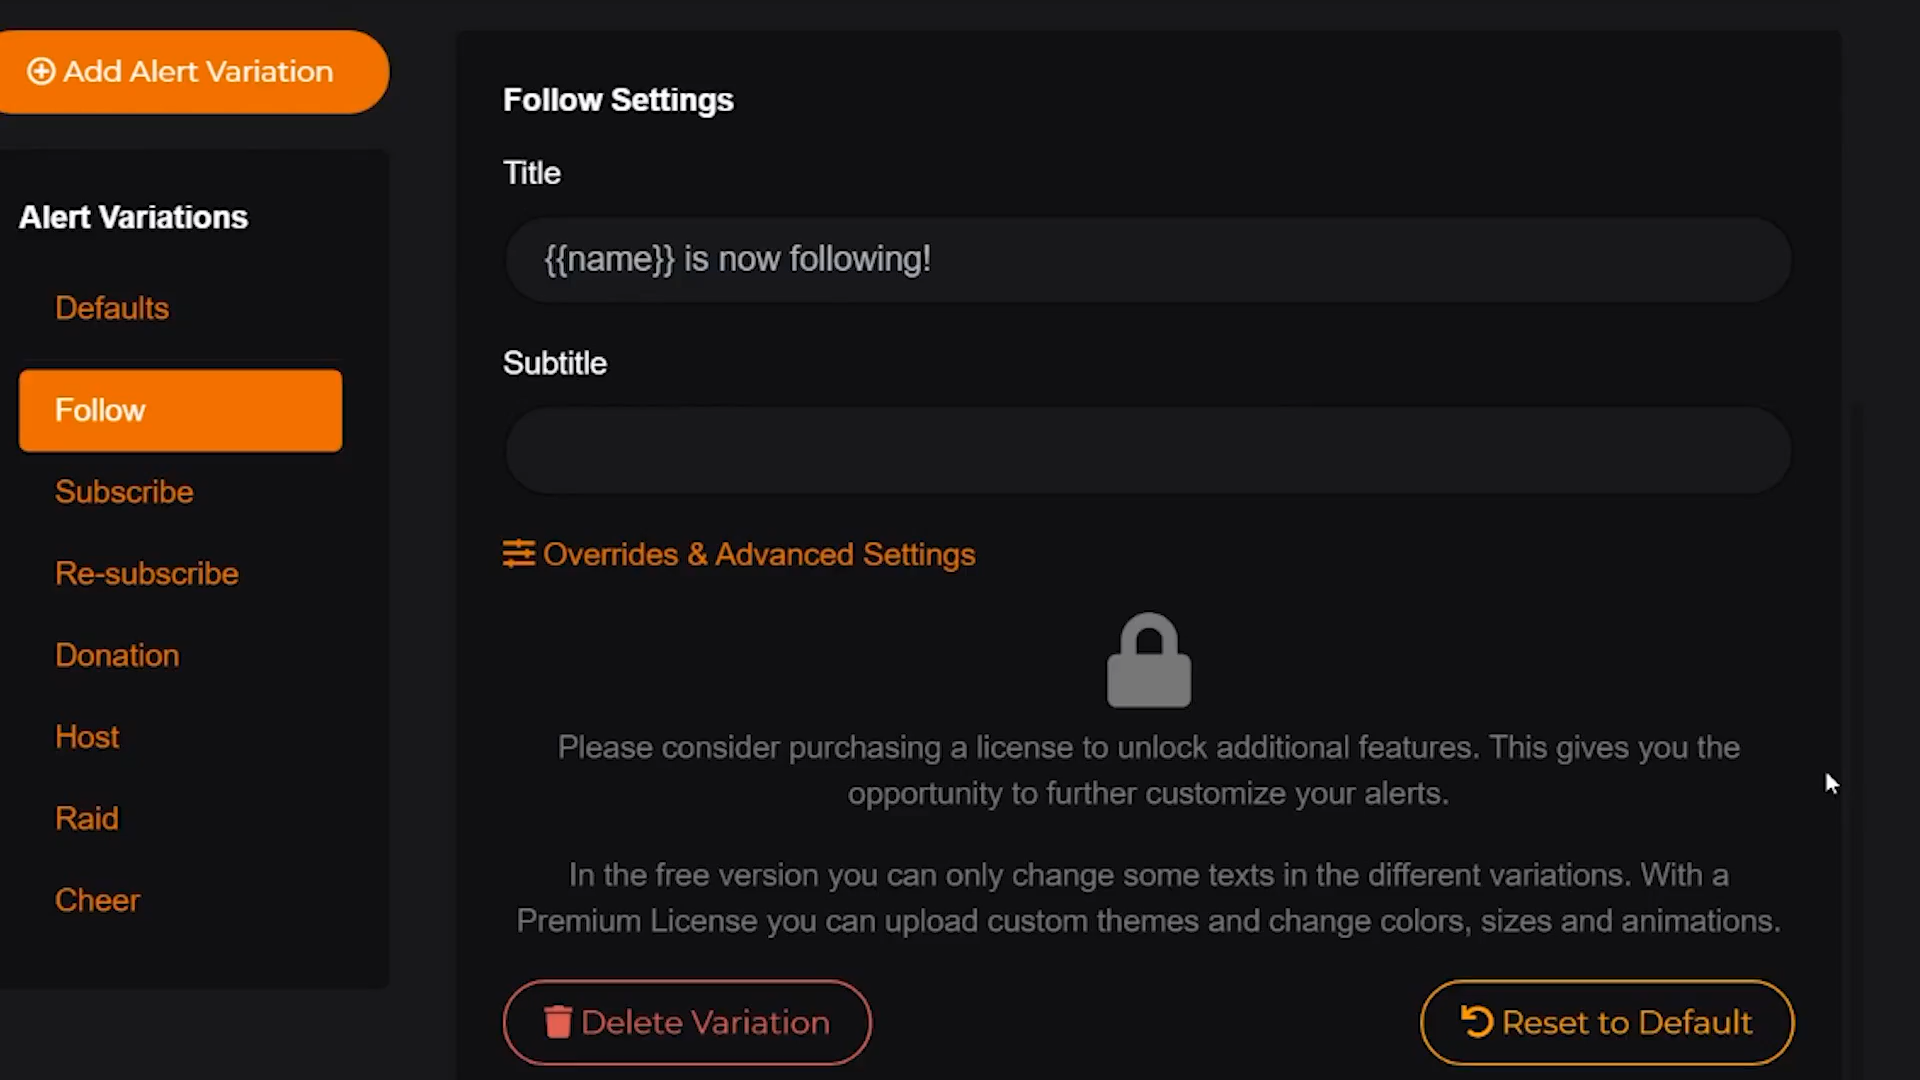 Add Alert Variation
Alert Variations
Defaults
Follow
Subscribe
Re-subscribe
Donation
Host
Raid
Cheer
Follow Settings
Title
{{name}} is now following!
Subtitle
Overrides & Advanced Settings
Please consider purchasing a license to unlock additional features. This gives you the
opportunity to further customize your alerts.
In the free version you can only change some texts in the different variations. With a
Premium License you can upload custom themes and change colors, sizes and animations.
Delete Variation
Reset to Default